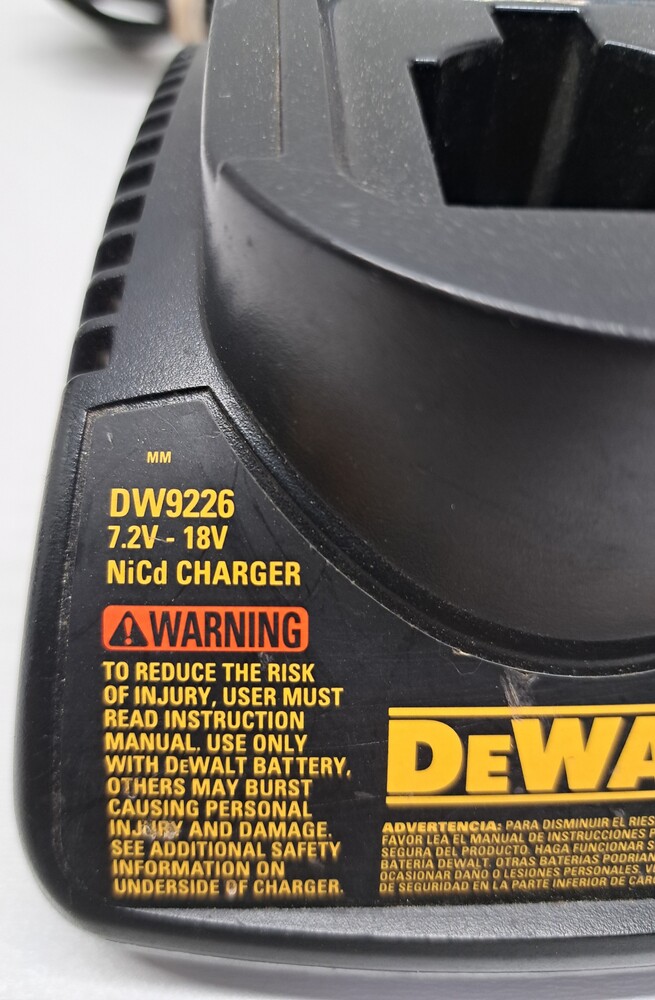 MM
DW9226
7.2V - 18V
NiCd CHARGER
WARNING
TO REDUCE THE RISK
OF INJURY, USER MUST
READ INSTRUCTION
MANUAL. USE ONLY
WITH DEWALT BATTERY,
OTHERS MAY BURST
CAUSING PERSONAL
INJURY AND DAMAGE.
SEE ADDITIONAL SAFETY
INFORMATION ON
UNDERSIDE OF CHARGER.
DEWA
ADVERTENCIA: PARA DISMINUIR EL RIES
FAVOR LEA EL MANUAL DE INSTRUCCIONES P
SEGURA DEL PRODUCTO. HAGA FUNCIONAR S
BATERIA DEWALT. OTRAS BATERIAS PODRIAN
OCASIONAR DANO O LESIONES PERSONALES. V
DE SEGURIDAD EN LA PARTE INFERIOR DE CAR